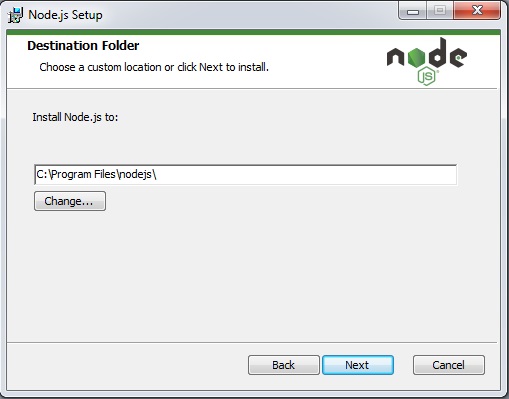 Node.js Setup
Destination Folder
Choose a custom location or click Next to install.
node
JS
Install Node.js to:
C:\Program Files\nodejs\
Change...
Back
Next
Cancel